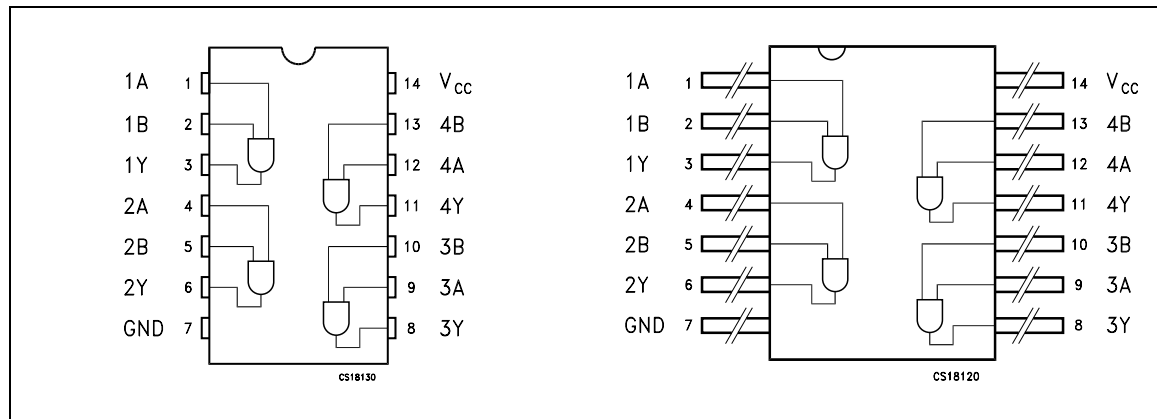 1A 1 14 VCC
1B 2 13 4B
1Y 3 12 4A
2A 4 11 4Y
2B 5 10 3B
2Y 6 9 3A
GND 7 8 3Y
CS18130
1A 1 14 VCC
1B 2 13 4B
1Y 3 12 4A
2A 4 11 4Y
2B 5 10 3B
2Y 6 9 3A
GND 7 8 3Y
CS18120